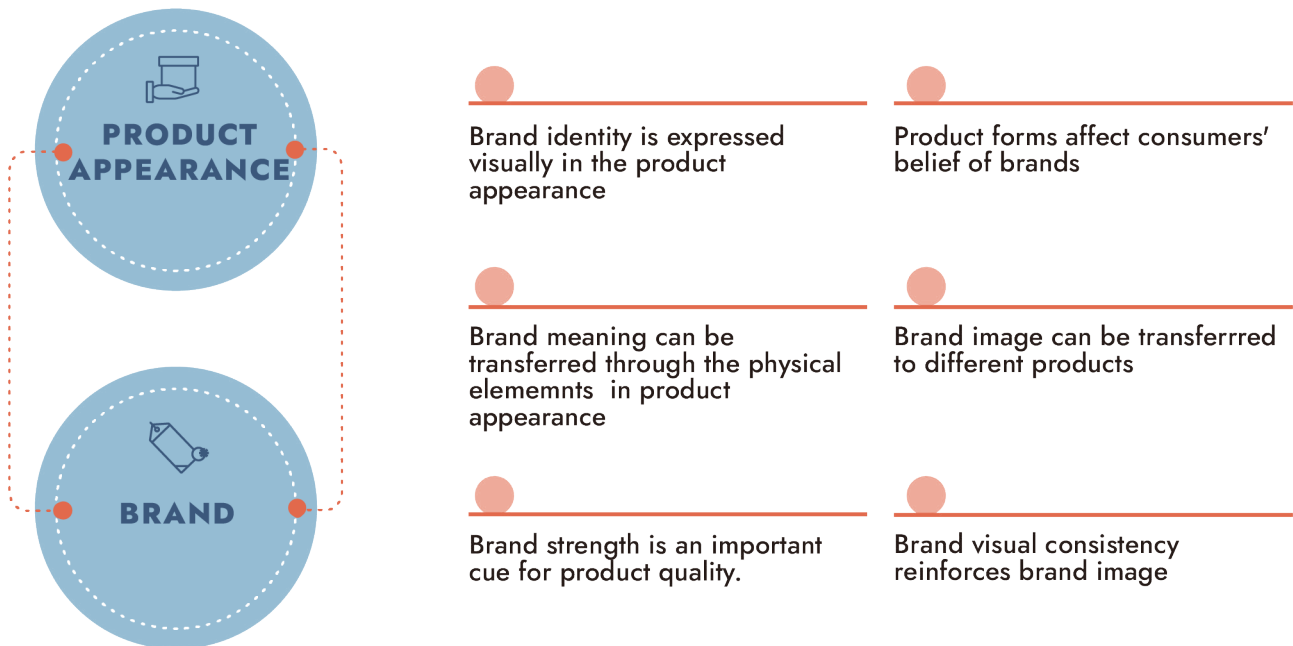 PRODUCT
APPEARANCE
BRAND
Brand identity is expressed
visually in the product
appearance
Product forms affect consumers'
belief of brands
Brand meaning can be
transferred through the physical
elememnts  in product
appearance
Brand image can be transferrred
to different products
Brand strength is an important
cue for product quality.
Brand visual consistency
reinforces brand image